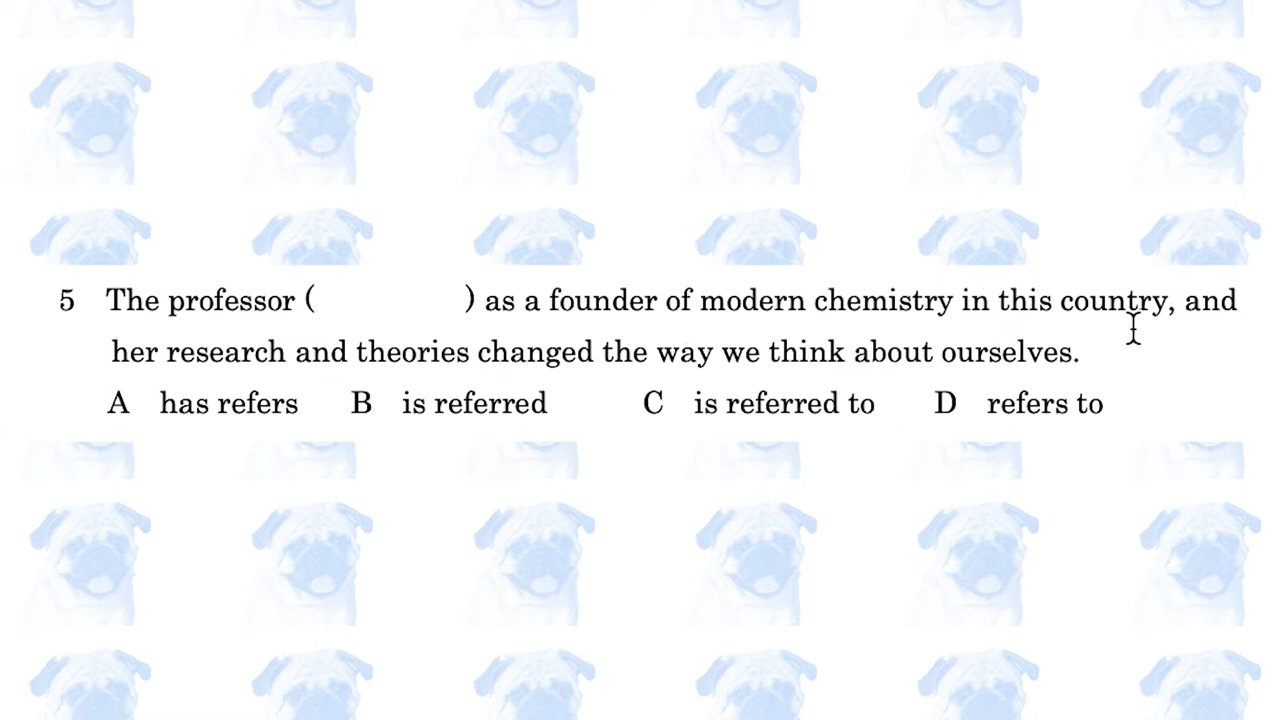 5 The professor ( ) as a founder of modern chemistry in this country, and
her research and theories changed the way we think about ourselves.
A has refers B is referred C is referred to D refers to